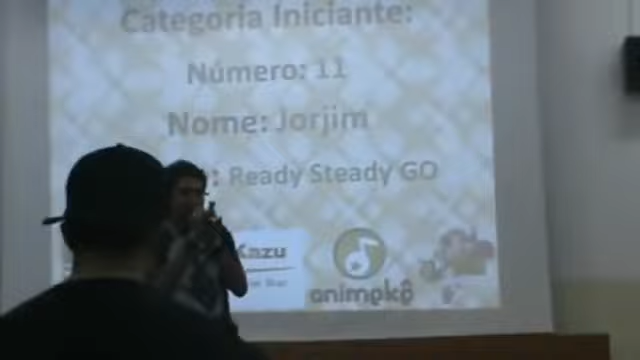 Categoria Iniciante:
Número: 11
Nome: Jorjim
: Ready Steady GO
Kazu
animekê